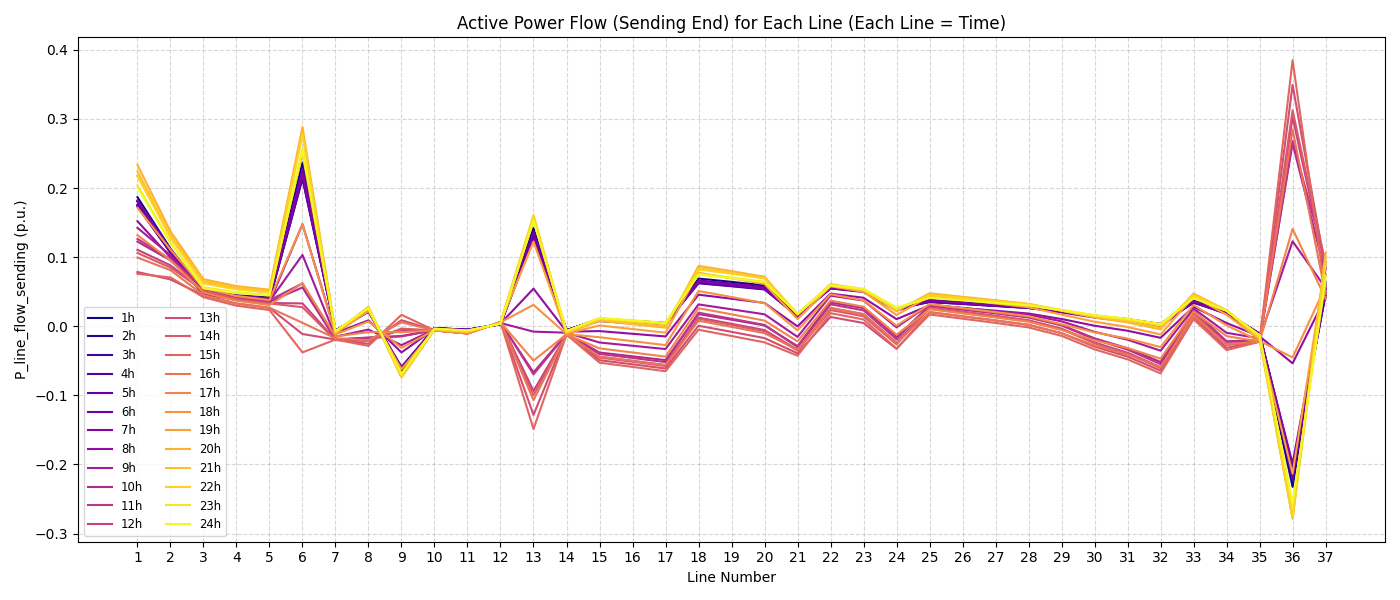 Active Power Flow (Sending End) for Each Line (Each Line = Time)
P_line_flow_sending (p.u.)
0.4
0.3
0.2
0.1
0.0
−0.1
−0.2
−0.3
1h 13h
2h 14h
3h 15h
4h 16h
5h 17h
6h 18h
7h 19h
8h 20h
9h 21h
10h 22h
11h 23h
12h 24h
1 2 3 4 5 6 7 8 9 10 11 12 13 14 15 16 17 18 19 20 21 22 23 24 25 26 27 28 29 30 31 32 33 34 35 36 37
Line Number